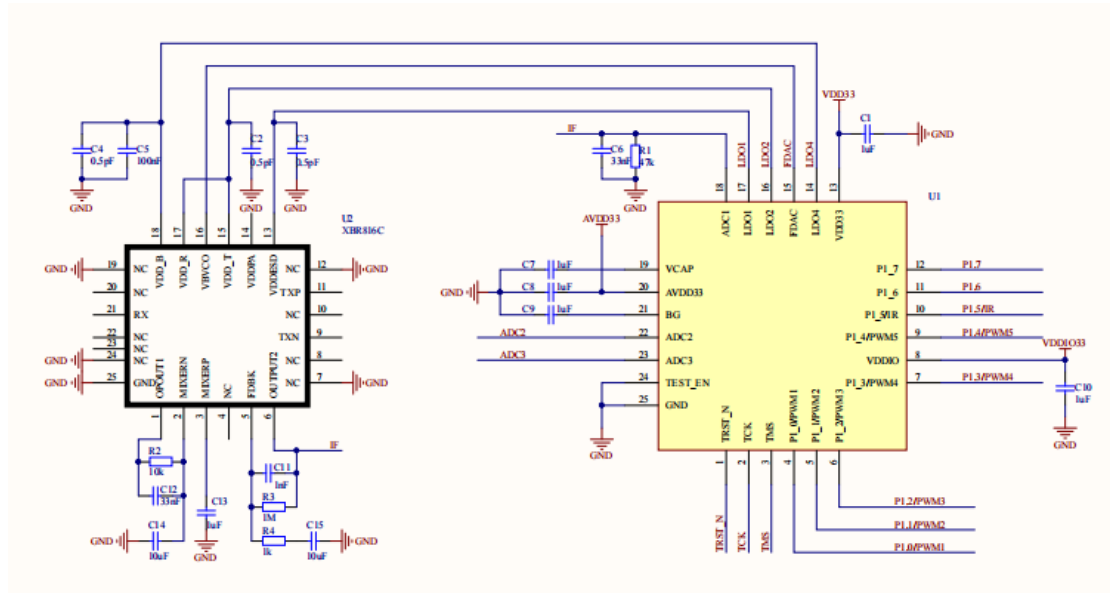 VDD33
C1
1uF
GND
IF
C6
33nF
R1
47k
GND
LDO1
LDO2
FDAC
LDO4
C4
0.5pF
C5
100nF
GND
C2
0.5pF
GND
C3
0.5pF
GND
U2
XBR816C
18
17
16
15
14
13
VDD_B
VDD_R
VBVCO
VDD_T
VDDPA
VDDESD
GND
19
NC
20
NC
21
RX
22
NC
23
NC
GND
24
NC
GND
25
GND
NC
12
GND
TXP
11
NC
10
TXN
9
NC
8
NC
7
GND
OPOUT1
MIXERN
MIXERP
NC
FDBK
OUTPUT2
1
2
3
4
5
6
IF
R2
10k
C12
33nF
C13
1uF
GND
GND
C14
10uF
C11
1nF
R3
1M
R4
1k
C15
10uF
GND
U1
18
17
16
15
14
13
ADC1
LDO1
LDO2
FDAC
LDO4
VDD33
AVDD33
GND
C7
1uF
C8
1uF
C9
1uF
ADC2
ADC3
GND
19
VCAP
20
AVDD33
21
BG
22
ADC2
23
ADC3
24
TEST_EN
25
GND
P1_7
12
P1.7
P1_6
11
P1.6
P1_5/IR
10
P1.5/IR
P1_4/PWM5
9
P1.4/PWM5
VDDIO
8
VDDIO33
P1_3/PWM4
7
P1.3/PWM4
C10
1uF
GND
TRST_N
TCK
TMS
P1_0/PWM1
P1_1/PWM2
P1_2/PWM3
1
2
3
4
5
6
TRST_N
TCK
TMS
P1.2/PWM3
P1.1/PWM2
P1.0/PWM1